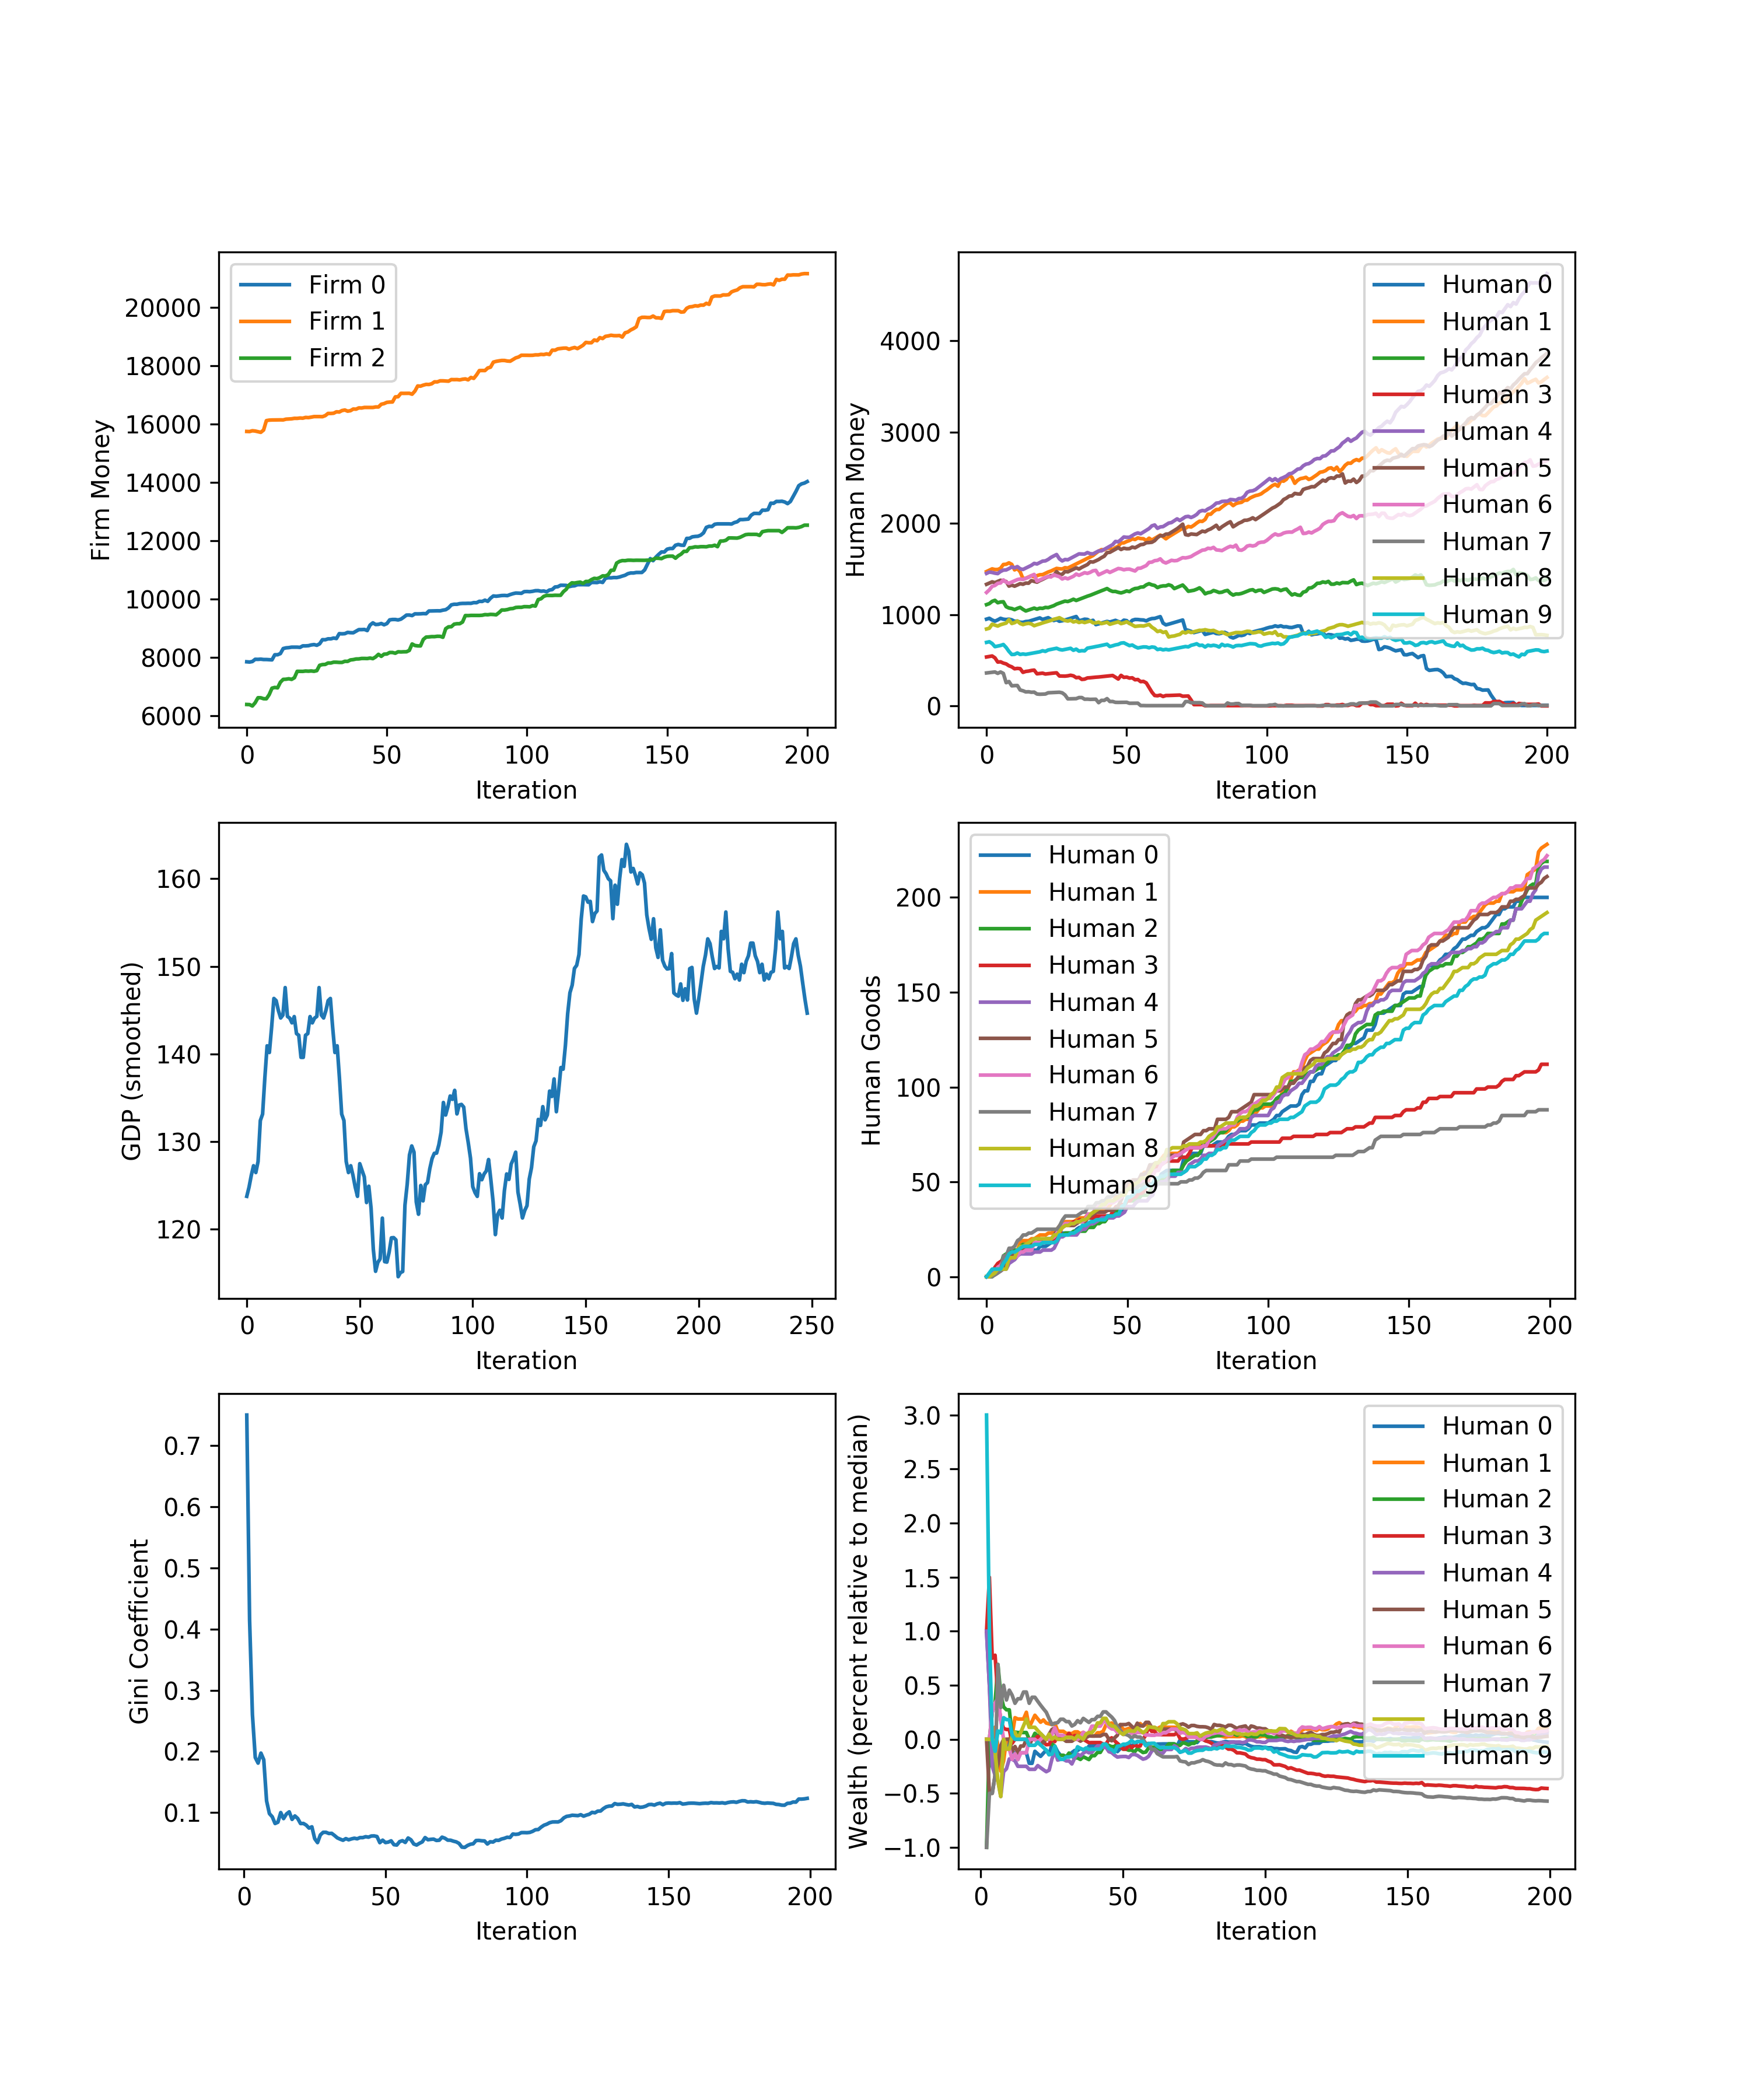 Firm Money
20000
18000
16000
14000
12000
10000
8000
6000
Firm 0
Firm 1
Firm 2
0 50 100 150 200
Iteration
Human Money
4000
3000
2000
1000
0
Human 0
Human 1
Human 2
Human 3
Human 4
Human 5
Human 6
Human 7
Human 8
Human 9
0 50 100 150 200
Iteration
GDP (smoothed)
160
150
140
130
120
0 50 100 150 200 250
Iteration
Human Goods
200
150
100
50
0
Human 0
Human 1
Human 2
Human 3
Human 4
Human 5
Human 6
Human 7
Human 8
Human 9
0 50 100 150 200
Iteration
Gini Coefficient
0.7
0.6
0.5
0.4
0.3
0.2
0.1
0 50 100 150 200
Iteration
Wealth (percent relative to median)
3.0
2.5
2.0
1.5
1.0
0.5
0.0
−0.5
−1.0
Human 0
Human 1
Human 2
Human 3
Human 4
Human 5
Human 6
Human 7
Human 8
Human 9
0 50 100 150 200
Iteration